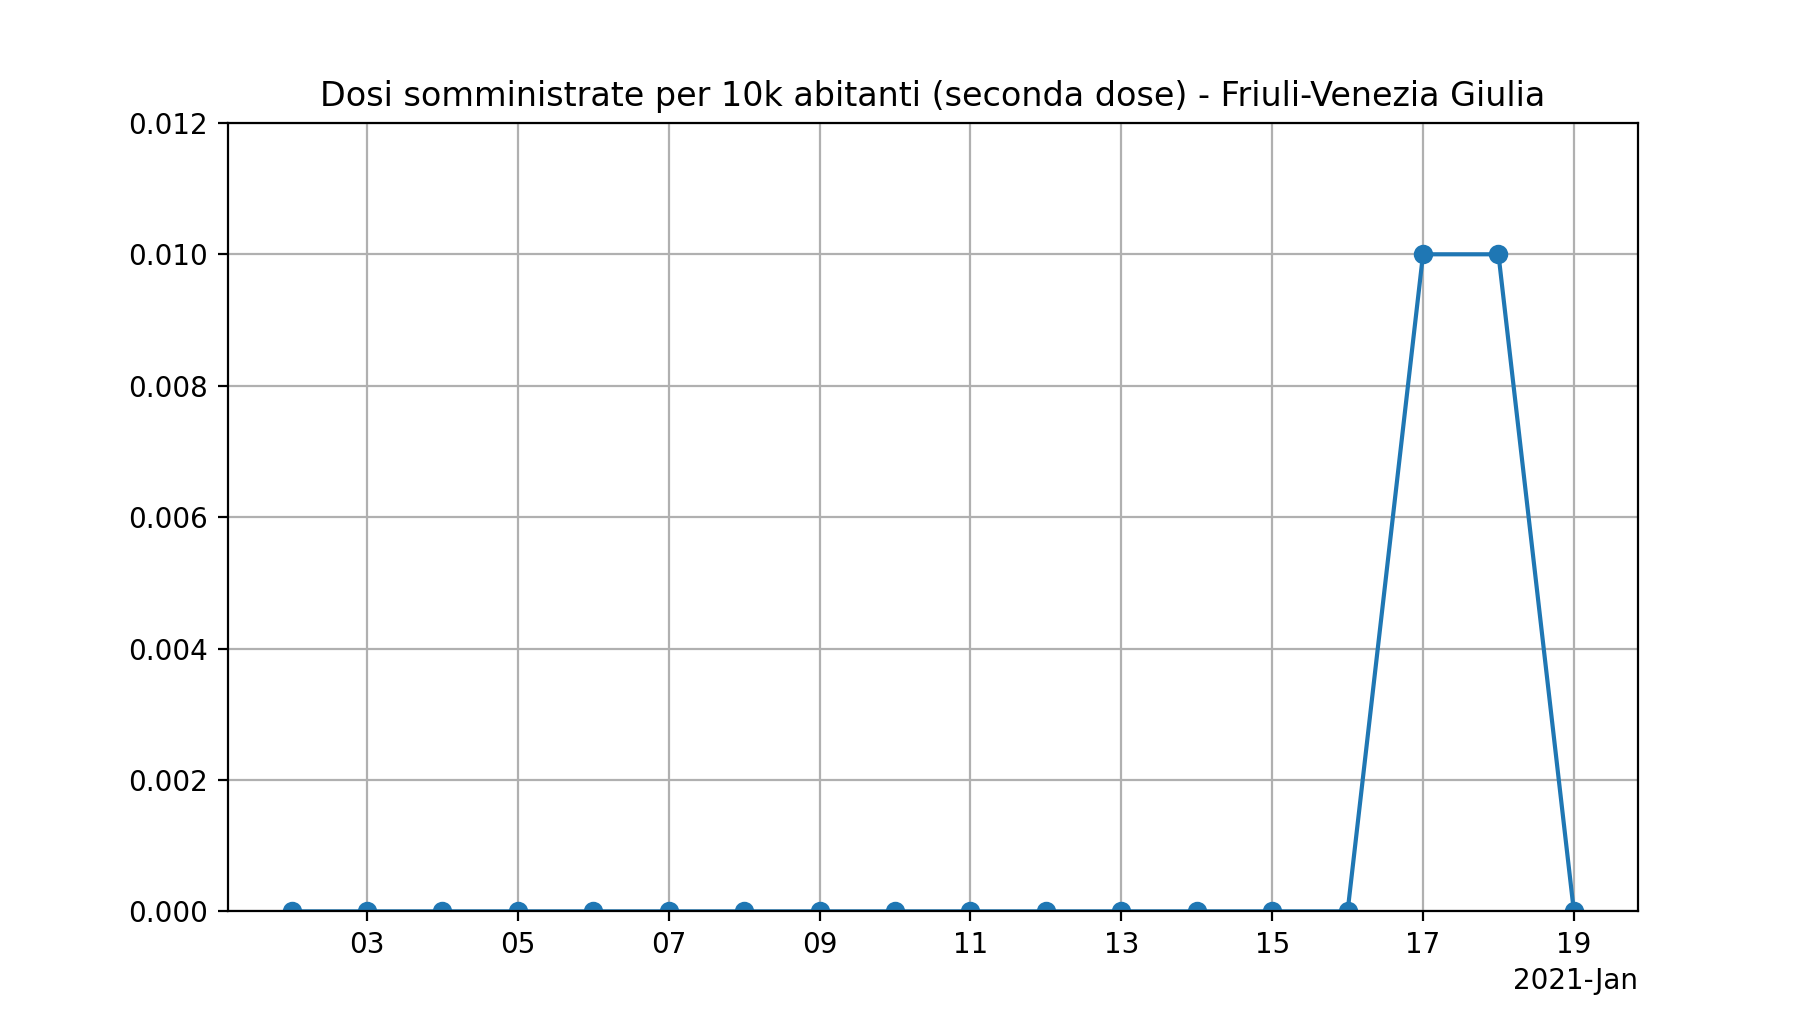 Dosi somministrate per 10k abitanti (seconda dose) - Friuli-Venezia Giulia
0.012
0.010
0.008
0.006
0.004
0.002
0.000
03 05 07 09 11 13 15 17 19
2021-Jan